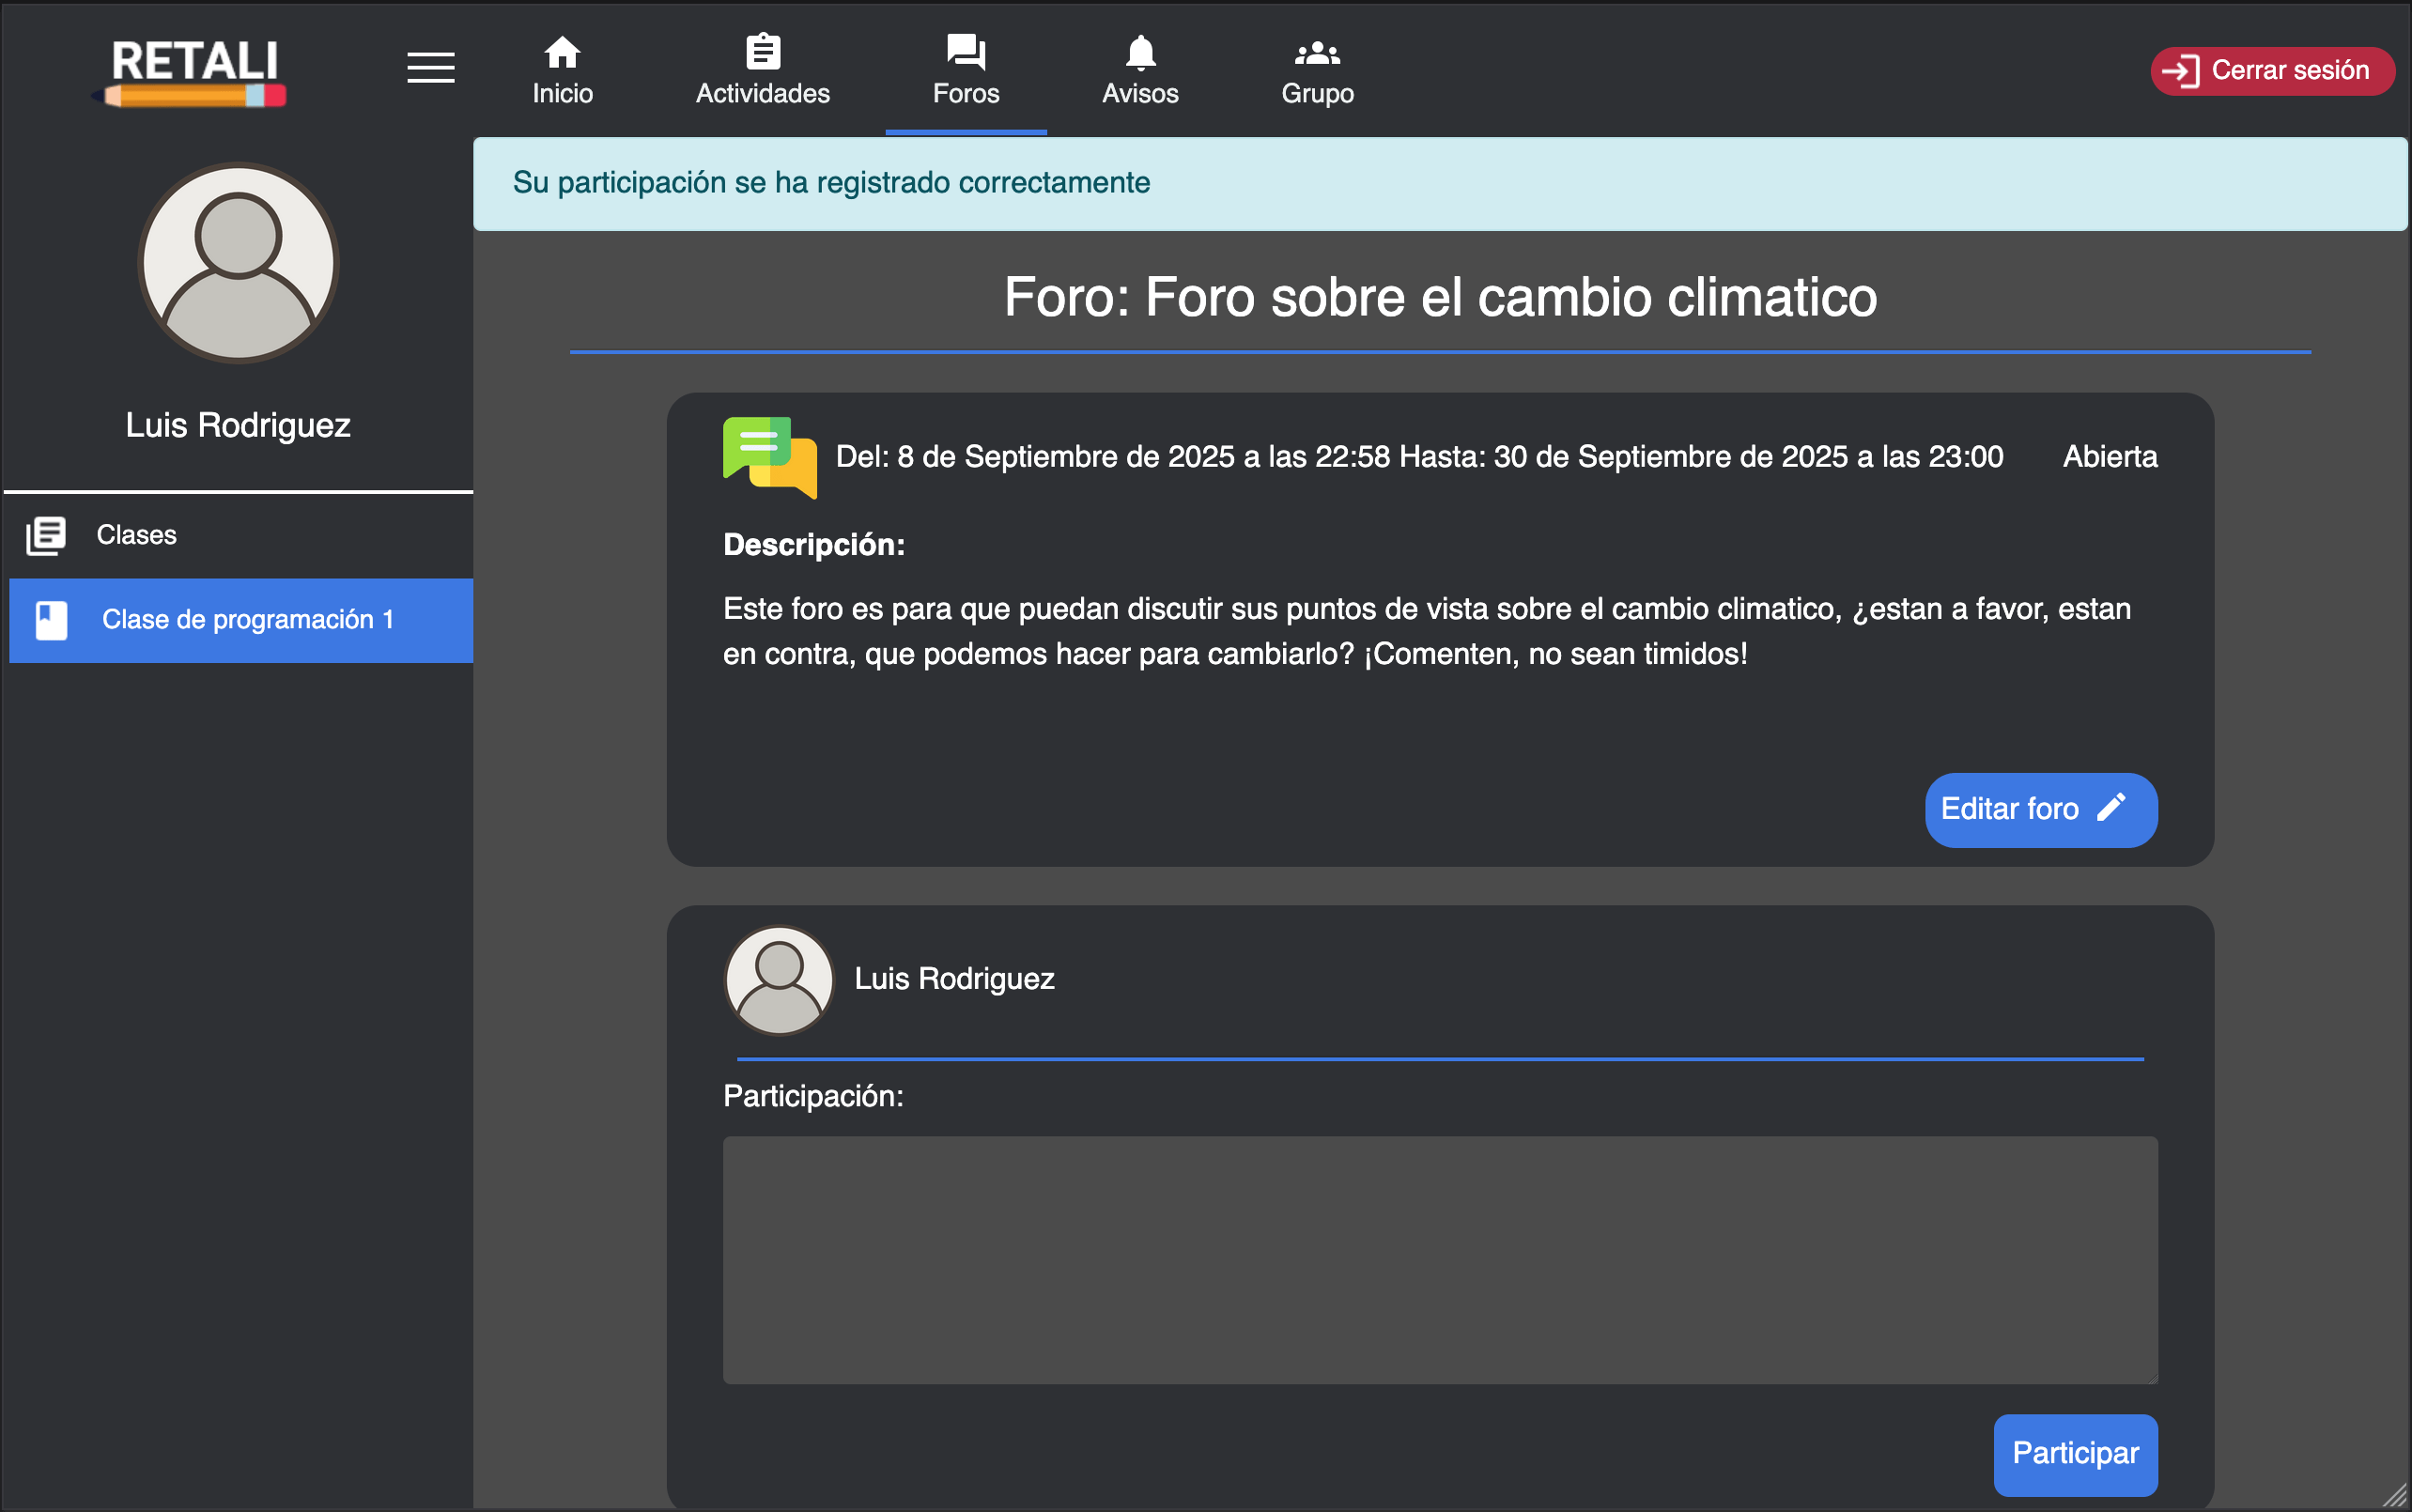 RETALI
Inicio
Actividades
Foros
Avisos
Grupo
Cerrar sesión
Su participación se ha registrado correctamente
Luis Rodriguez
Clases
Clase de programación 1
Foro: Foro sobre el cambio climatico
Del: 8 de Septiembre de 2025 a las 22:58 Hasta: 30 de Septiembre de 2025 a las 23:00
Abierta
Descripción:
Este foro es para que puedan discutir sus puntos de vista sobre el cambio climatico, ¿estan a favor, estan
en contra, que podemos hacer para cambiarlo? ¡Comenten, no sean timidos!
Editar foro
Luis Rodriguez
Participación:
Participar